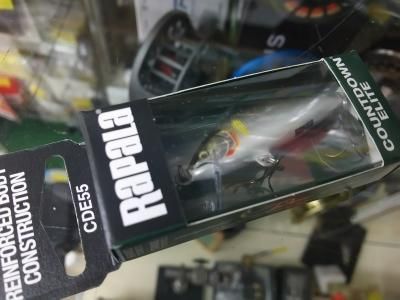 RAPALA
COUNTDOWN
ELITE
CDE55
REINFORCED BODY
CONSTRUCTION